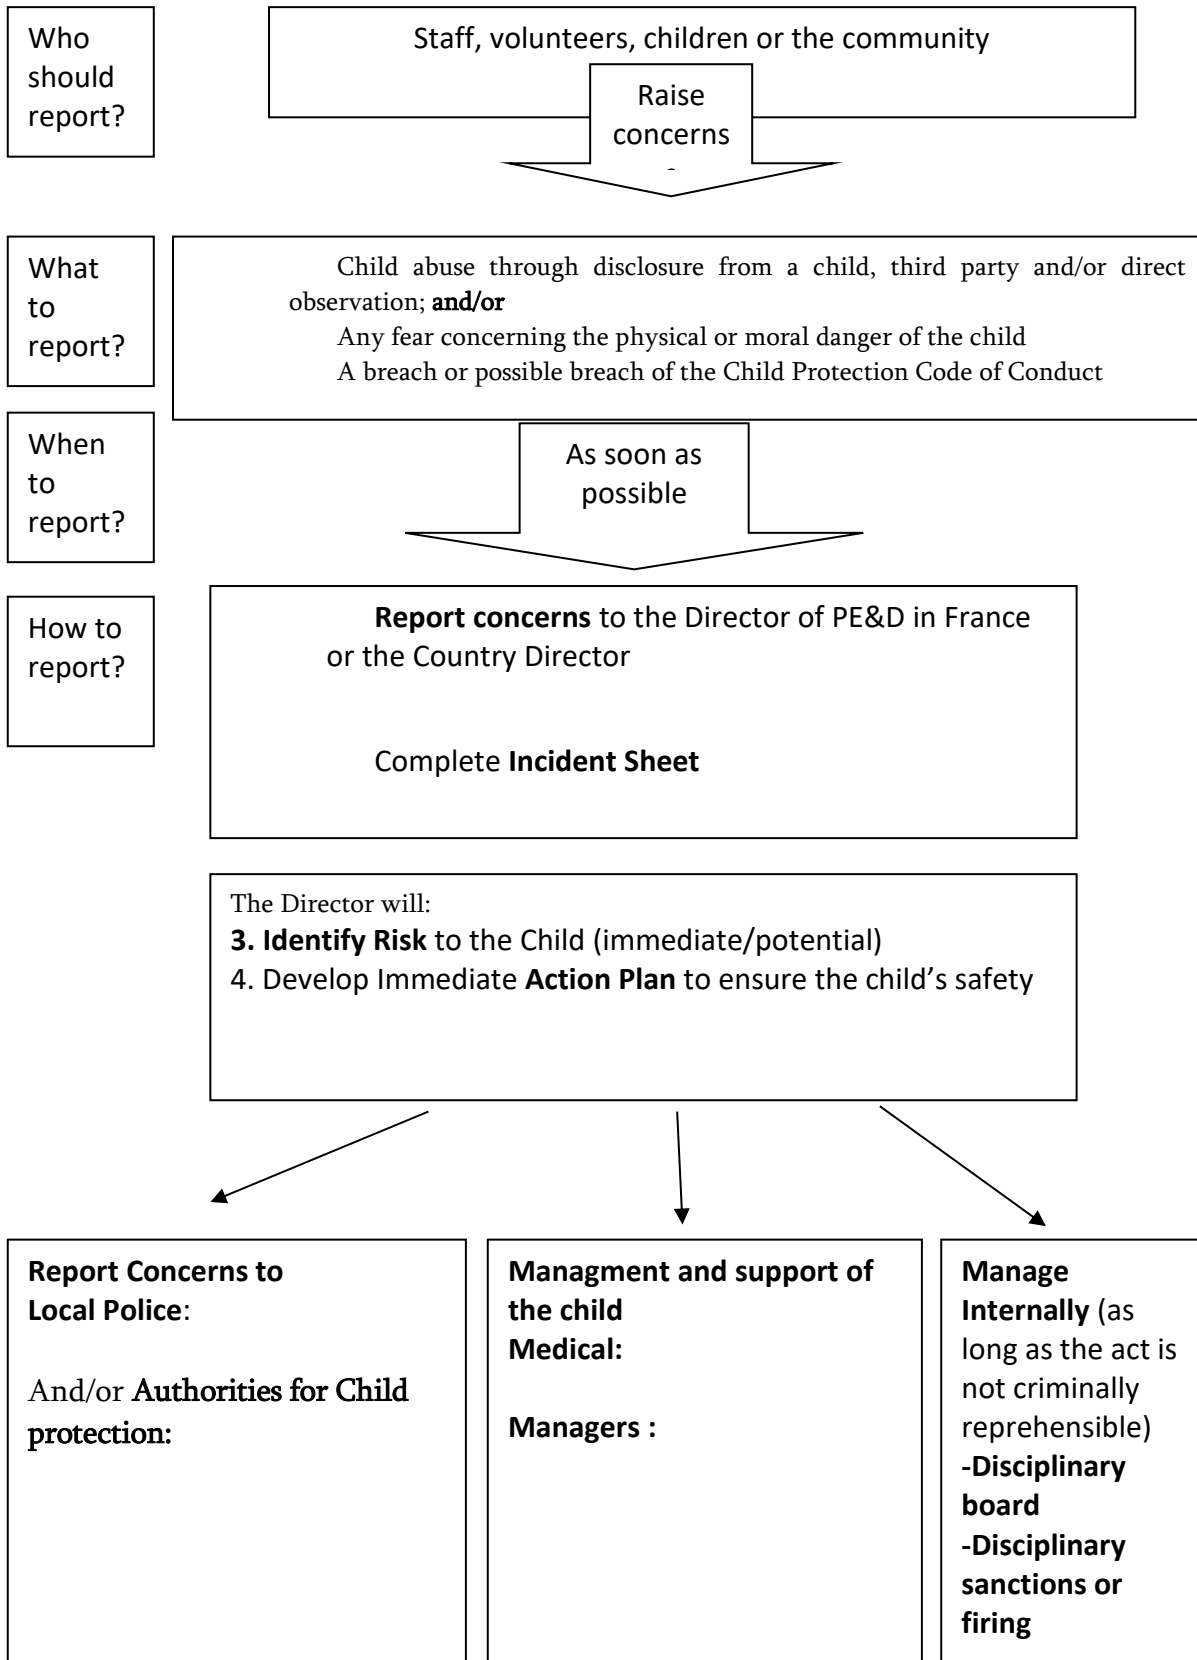 Who
should
report?
Staff, volunteers, children or the community
Raise
concerns
What
to
report?
Child abuse through disclosure from a child, third party and/or direct
observation; and/or
Any fear concerning the physical or moral danger of the child
A breach or possible breach of the Child Protection Code of Conduct
When
to
report?
As soon as
possible
How to
report?
Report concerns to the Director of PE&D in France
or the Country Director
Complete Incident Sheet
The Director will:
3. Identify Risk to the Child (immediate/potential)
4. Develop Immediate Action Plan to ensure the child’s safety
Report Concerns to
Local Police:
And/or Authorities for Child
protection:
Managment and support of
the child
Medical:
Managers :
Manage
Internally (as
long as the act is
not criminally
reprehensible)
-Disciplinary
board
-Disciplinary
sanctions or
firing